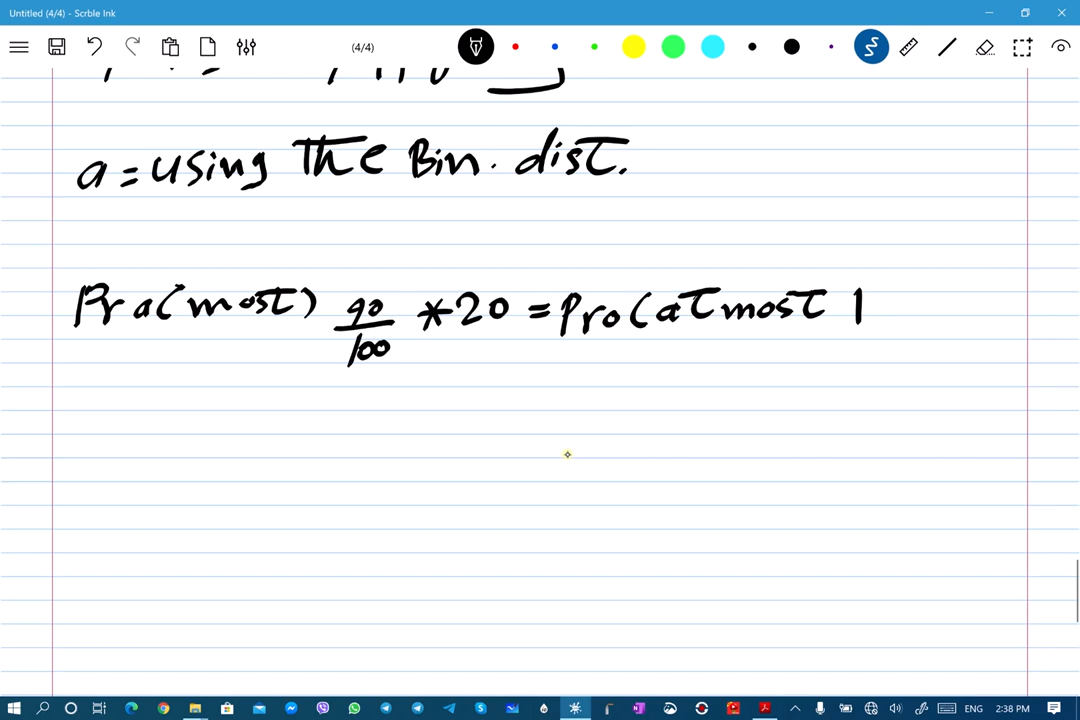 Untitled (4/4) - Scrble Ink
(4/4)
a = using The Bin. dist.
Pr a(most) 90/100 * 20 = Pro(at most 1
ENG 2:38 PM